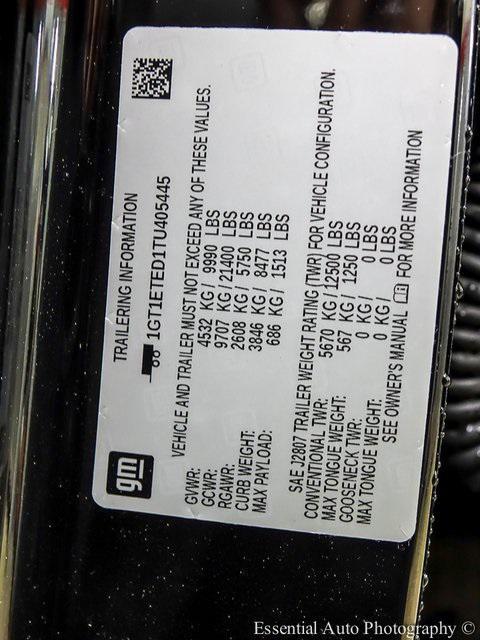 gm
TRAILERING INFORMATION
1GT1ETED1TU405445
VEHICLE AND TRAILER MUST NOT EXCEED ANY OF THESE VALUES.
GVWR: 4532 KG / 9990 LBS
GCWR: 9707 KG / 21400 LBS
RGAWR: 2608 KG / 5750 LBS
CURB WEIGHT: 3846 KG / 8477 LBS
MAX PAYLOAD: 686 KG / 1513 LBS
SAE J2807 TRAILER WEIGHT RATING (TWR) FOR VEHICLE CONFIGURATION.
CONVENTIONAL TWR: 5670 KG / 12500 LBS
MAX TONGUE WEIGHT: 567 KG / 1250 LBS
GOOSENECK TWR: 0 KG / 0 LBS
MAX TONGUE WEIGHT: 0 KG / 0 LBS
SEE OWNER'S MANUAL FOR MORE INFORMATION
Essential Auto Photography ©